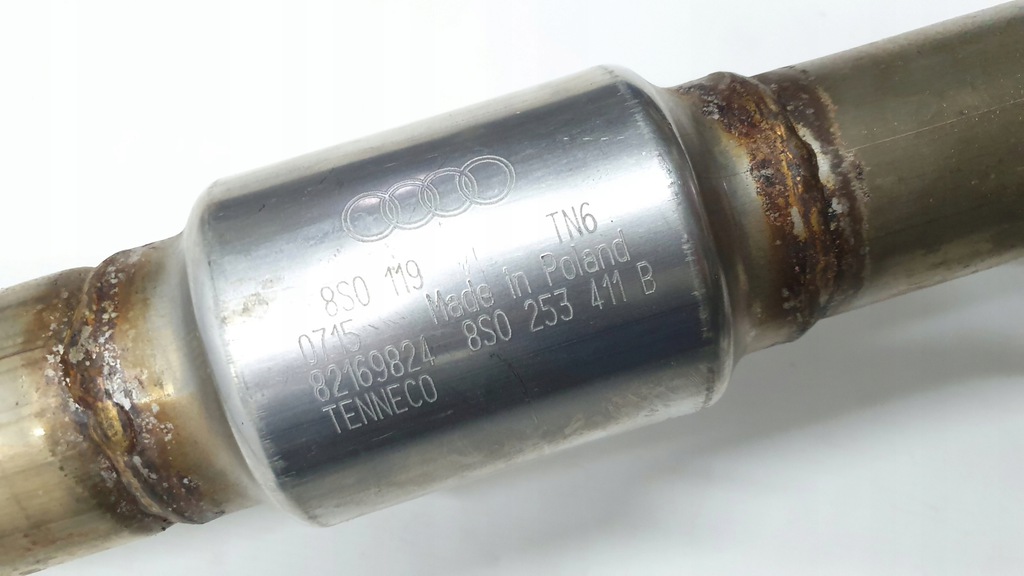 8S0 119 TN6
0715 Made in Poland
82169824 8S0 253 411 B
TENNECO